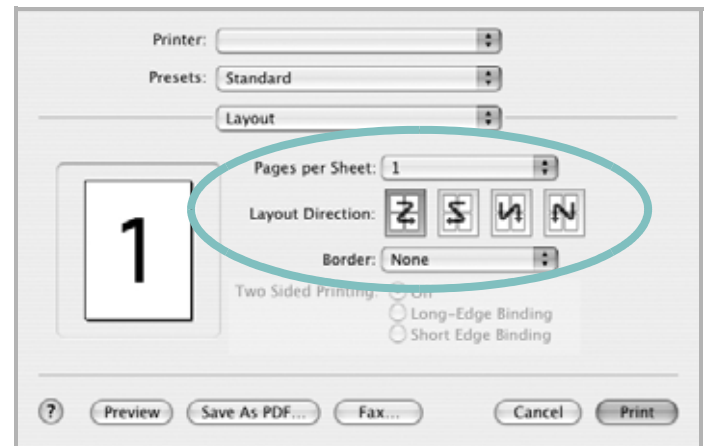 Printer:
Presets: Standard
Layout
Pages per Sheet: 1
Layout Direction:
Border: None
Two Sided Printing:
Long-Edge Binding
Short Edge Binding
1
? Preview Save As PDF... Fax... Cancel Print